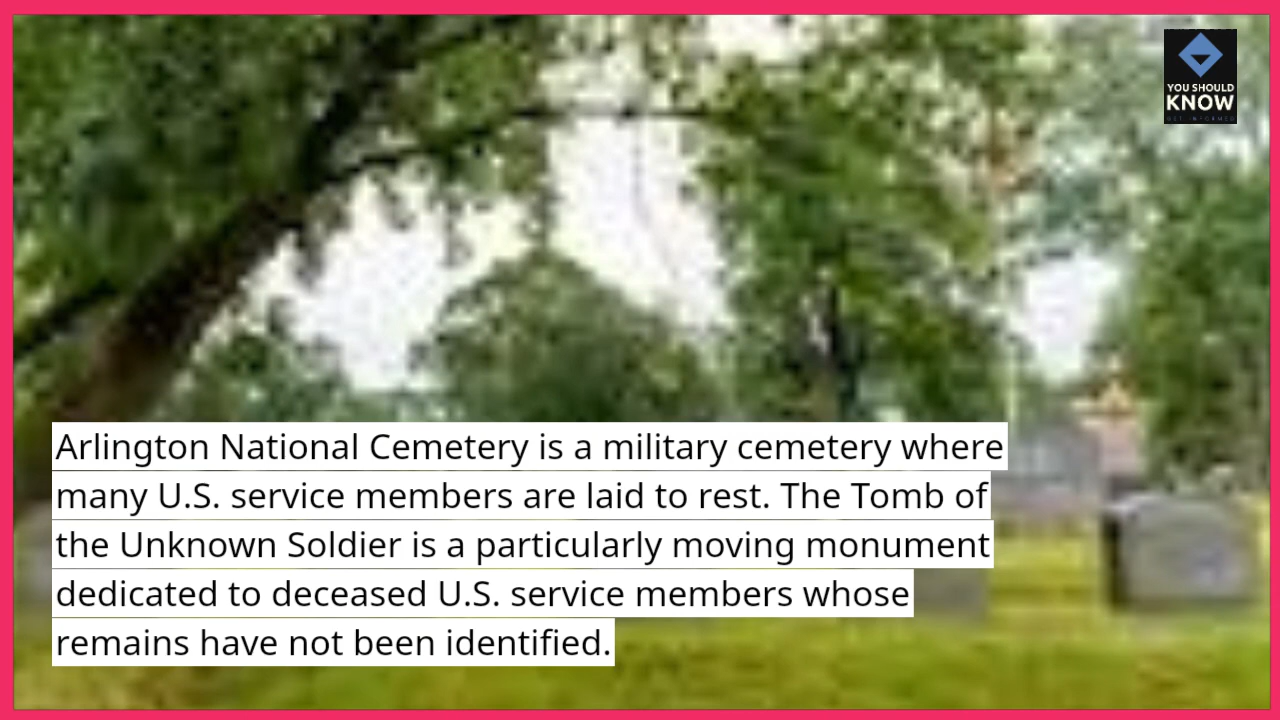 YOU SHOULD
KNOW
GET INFORMED
Arlington National Cemetery is a military cemetery where
many U.S. service members are laid to rest. The Tomb of
the Unknown Soldier is a particularly moving monument
dedicated to deceased U.S. service members whose
remains have not been identified.